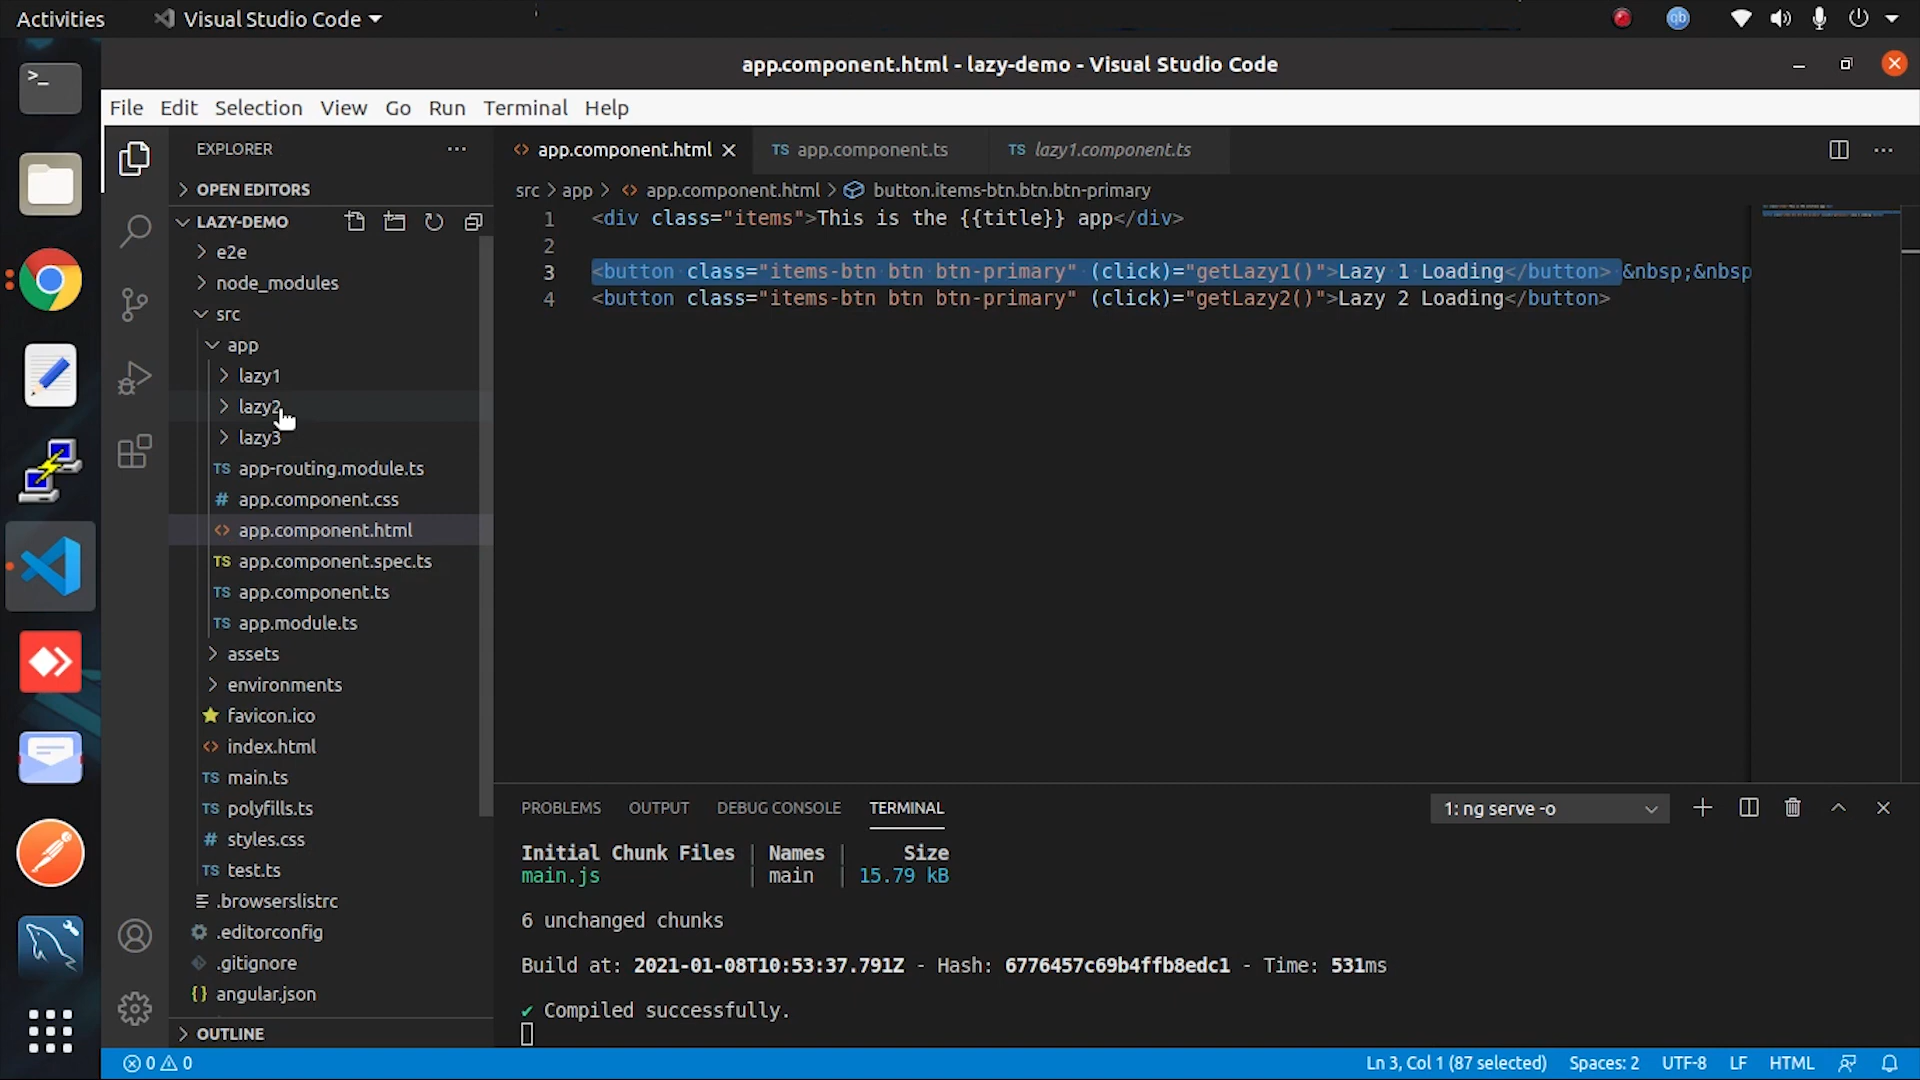 Activities
Visual Studio Code
qb
app.component.html - lazy-demo - Visual Studio Code
File Edit Selection View Go Run Terminal Help
EXPLORER
OPEN EDITORS
LAZY-DEMO
e2e
node_modules
src
app
lazy1
lazy2
lazy3
TS app-routing.module.ts
# app.component.css
<> app.component.html
TS app.component.spec.ts
TS app.component.ts
TS app.module.ts
assets
environments
favicon.ico
<> index.html
TS main.ts
TS polyfills.ts
# styles.css
TS test.ts
.browserslistrc
.editorconfig
.gitignore
{} angular.json
OUTLINE
<> app.component.html
TS app.component.ts
TS lazy1.component.ts
src > app > <> app.component.html > button.items-btn.btn.btn-primary
1 <div class="items">This is the {{title}} app</div>
2
3 <button class="items-btn btn btn-primary" (click)="getLazy1()">Lazy 1 Loading</button> &nbsp;&nbsp
4 <button class="items-btn btn btn-primary" (click)="getLazy2()">Lazy 2 Loading</button>
PROBLEMS OUTPUT DEBUG CONSOLE TERMINAL
1: ng serve -o
Initial Chunk Files | Names | Size
main.js | main | 15.79 kB
6 unchanged chunks
Build at: 2021-01-08T10:53:37.791Z - Hash: 6776457c69b4ffb8edc1 - Time: 531ms
✔ Compiled successfully.
0 0
Ln 3, Col 1 (87 selected) Spaces: 2 UTF-8 LF HTML